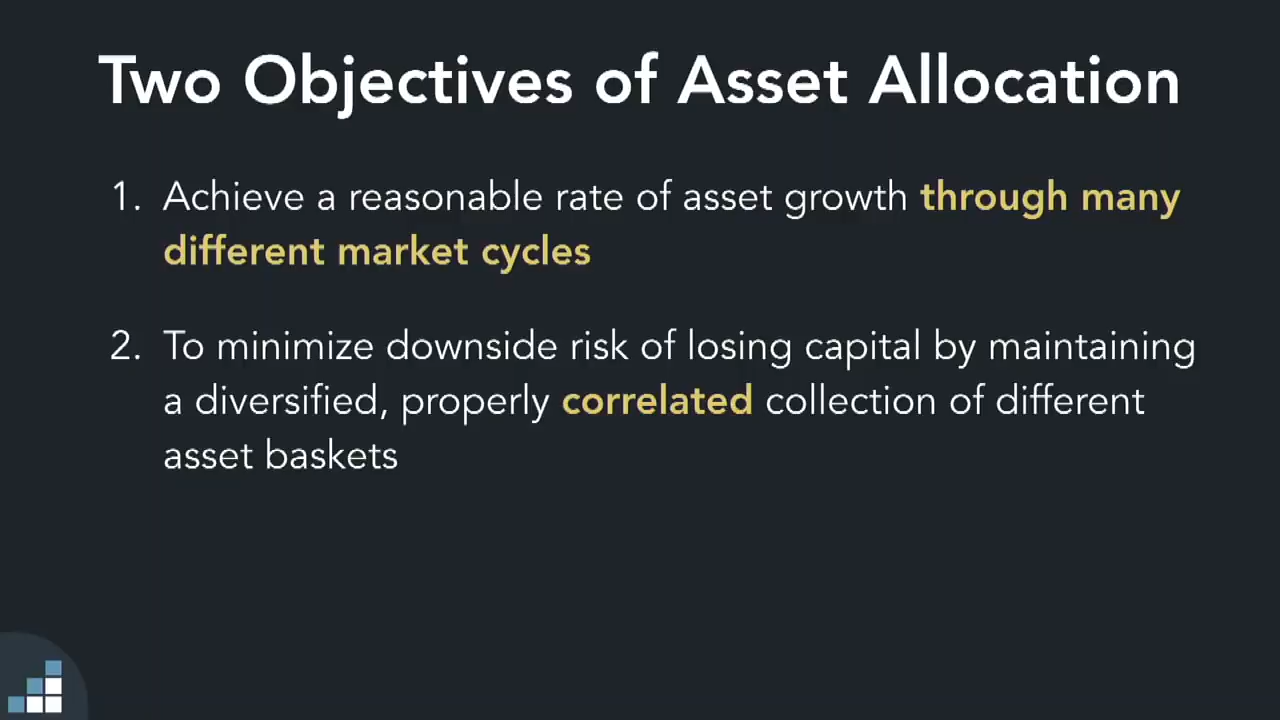 Two Objectives of Asset Allocation
1. Achieve a reasonable rate of asset growth through many
different market cycles
2. To minimize downside risk of losing capital by maintaining
a diversified, properly correlated collection of different
asset baskets